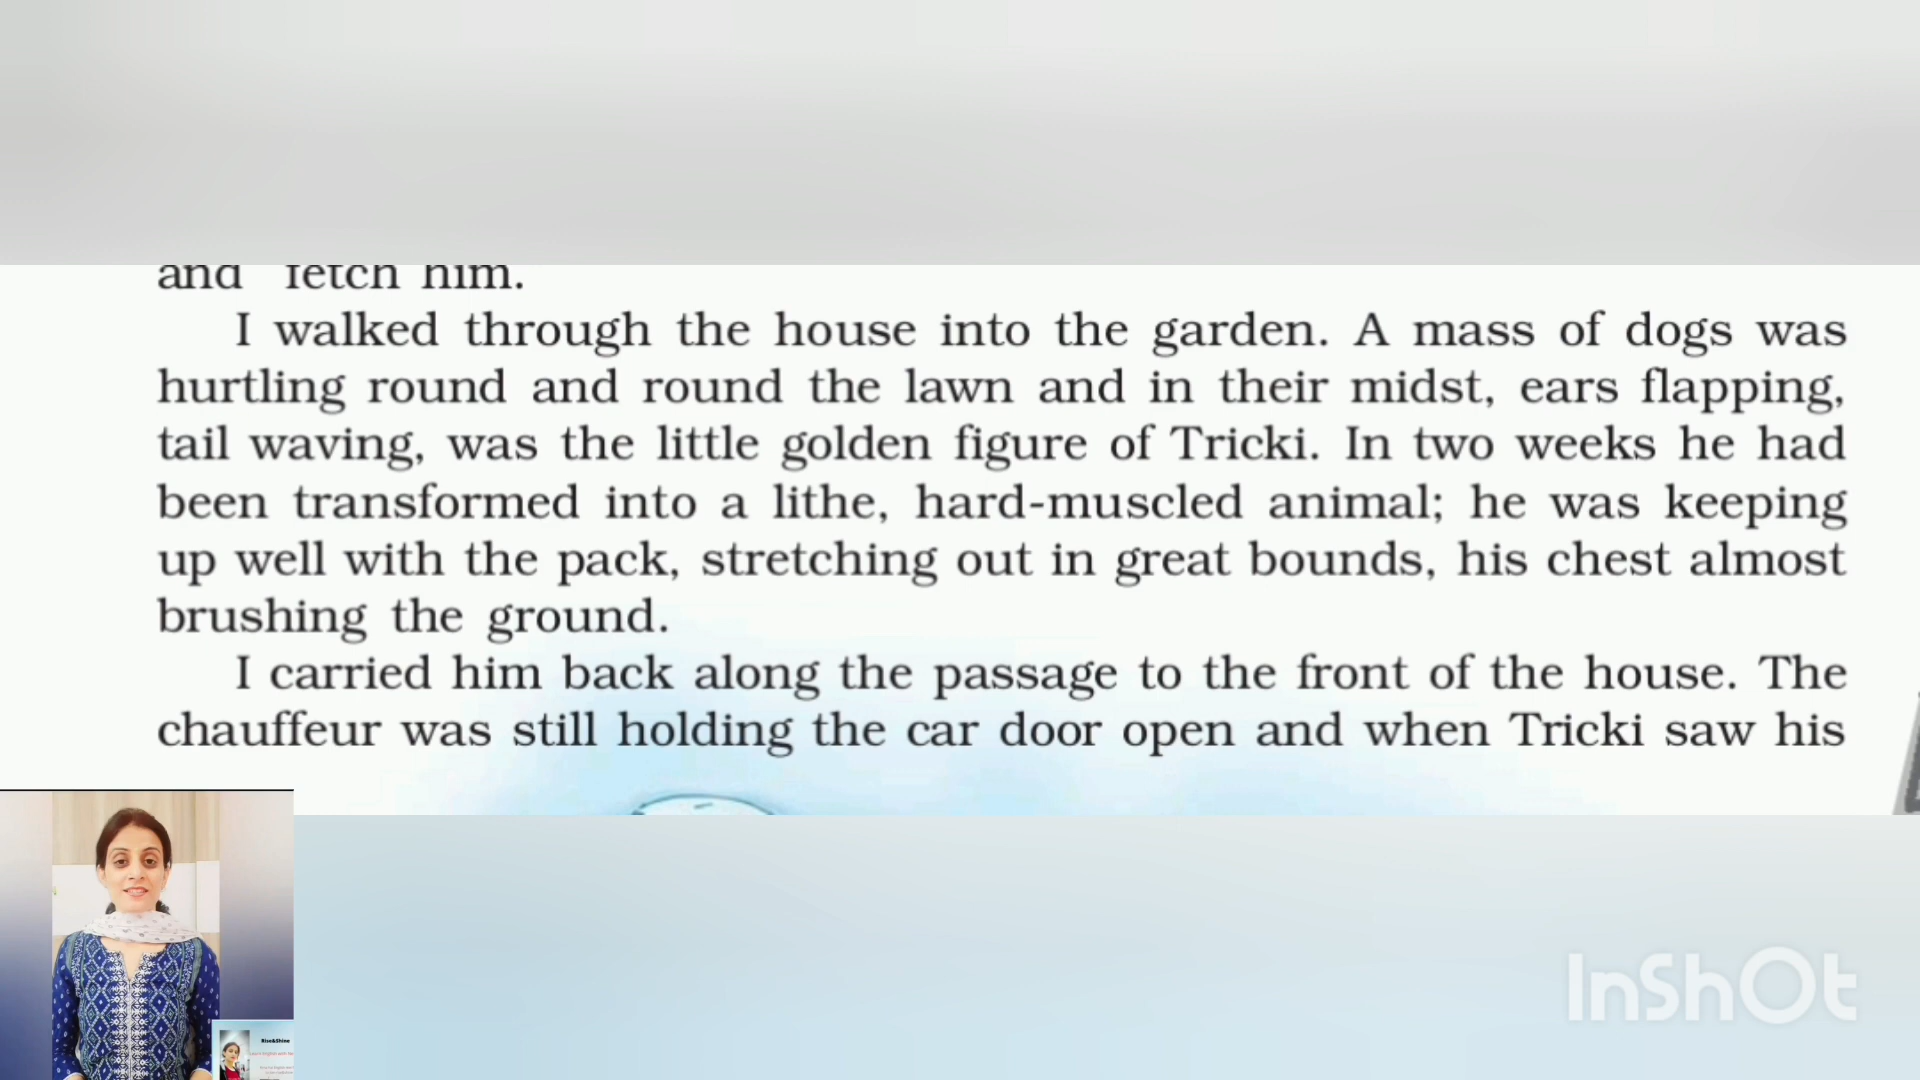 and fetch him.
I walked through the house into the garden. A mass of dogs was
hurtling round and round the lawn and in their midst, ears flapping,
tail waving, was the little golden figure of Tricki. In two weeks he had
been transformed into a lithe, hard-muscled animal; he was keeping
up well with the pack, stretching out in great bounds, his chest almost
brushing the ground.
I carried him back along the passage to the front of the house. The
chauffeur was still holding the car door open and when Tricki saw his
Rise&Shine
InShOt